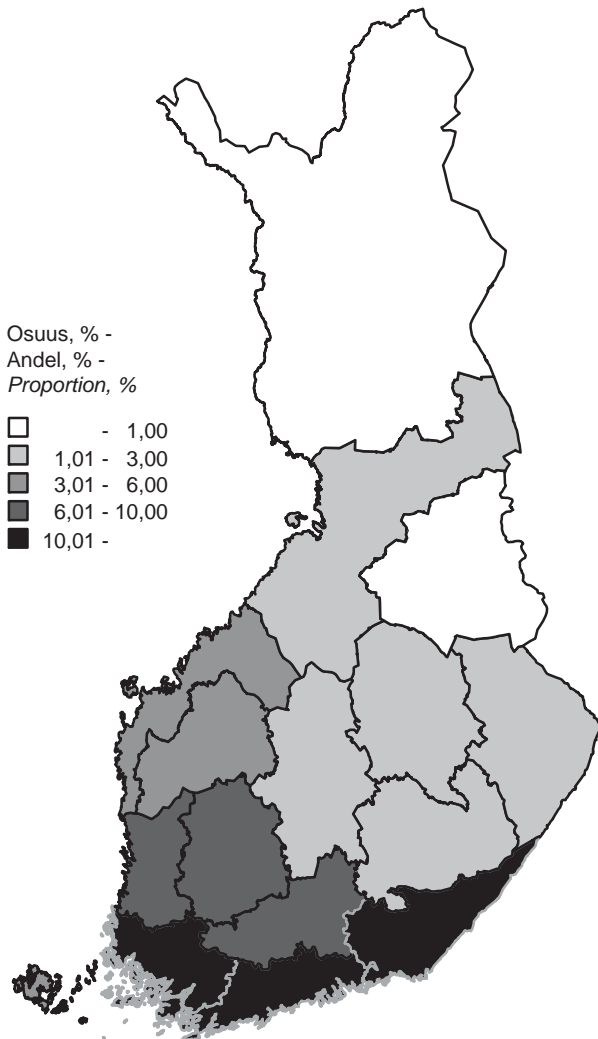 Osuus, % -
Andel, % -
Proportion, %
- 1,00
1,01 - 3,00
3,01 - 6,00
6,01 - 10,00
10,01 -